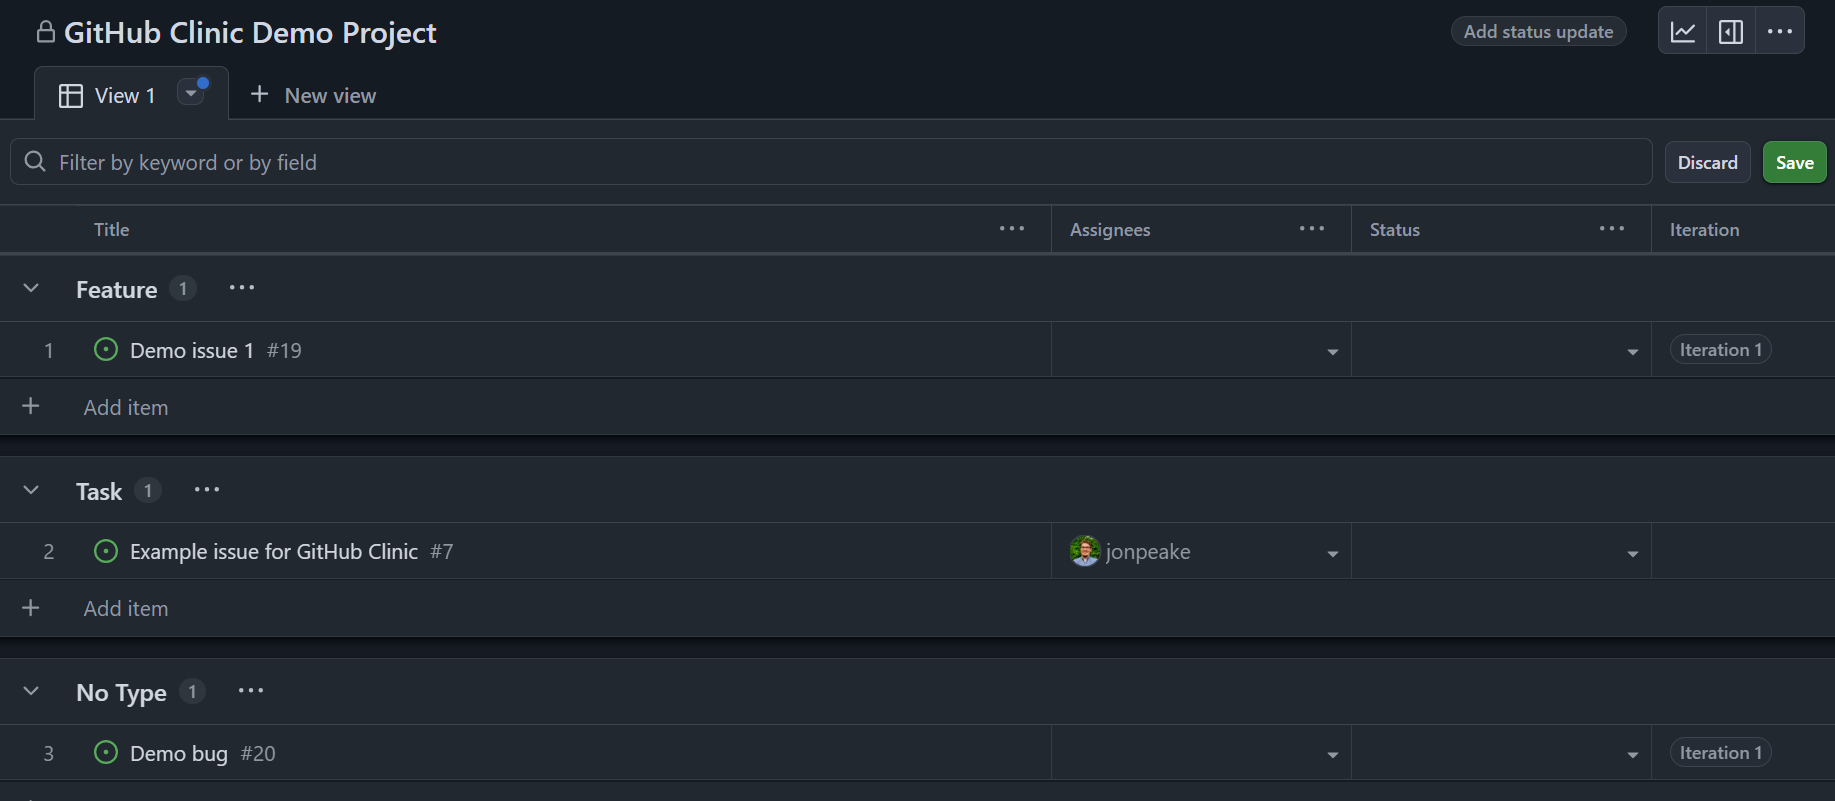 GitHub Clinic Demo Project
Add status update
View 1
New view
Filter by keyword or by field
Discard
Save
Title
Assignees
Status
Iteration
Feature 1
1 Demo issue 1 #19 Iteration 1
Add item
Task 1
2 Example issue for GitHub Clinic #7 jonpeake
Add item
No Type 1
3 Demo bug #20 Iteration 1